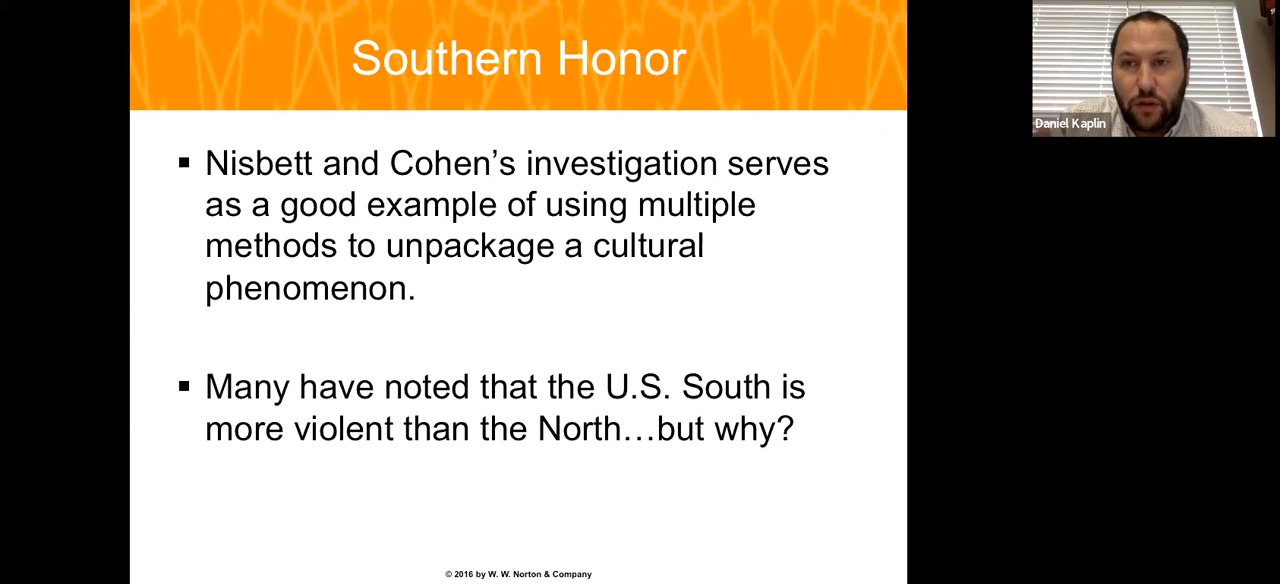 Southern Honor
▪ Nisbett and Cohen’s investigation serves
as a good example of using multiple
methods to unpackage a cultural
phenomenon.
▪ Many have noted that the U.S. South is
more violent than the North…but why?
© 2016 by W. W. Norton & Company
Daniel Kaplin